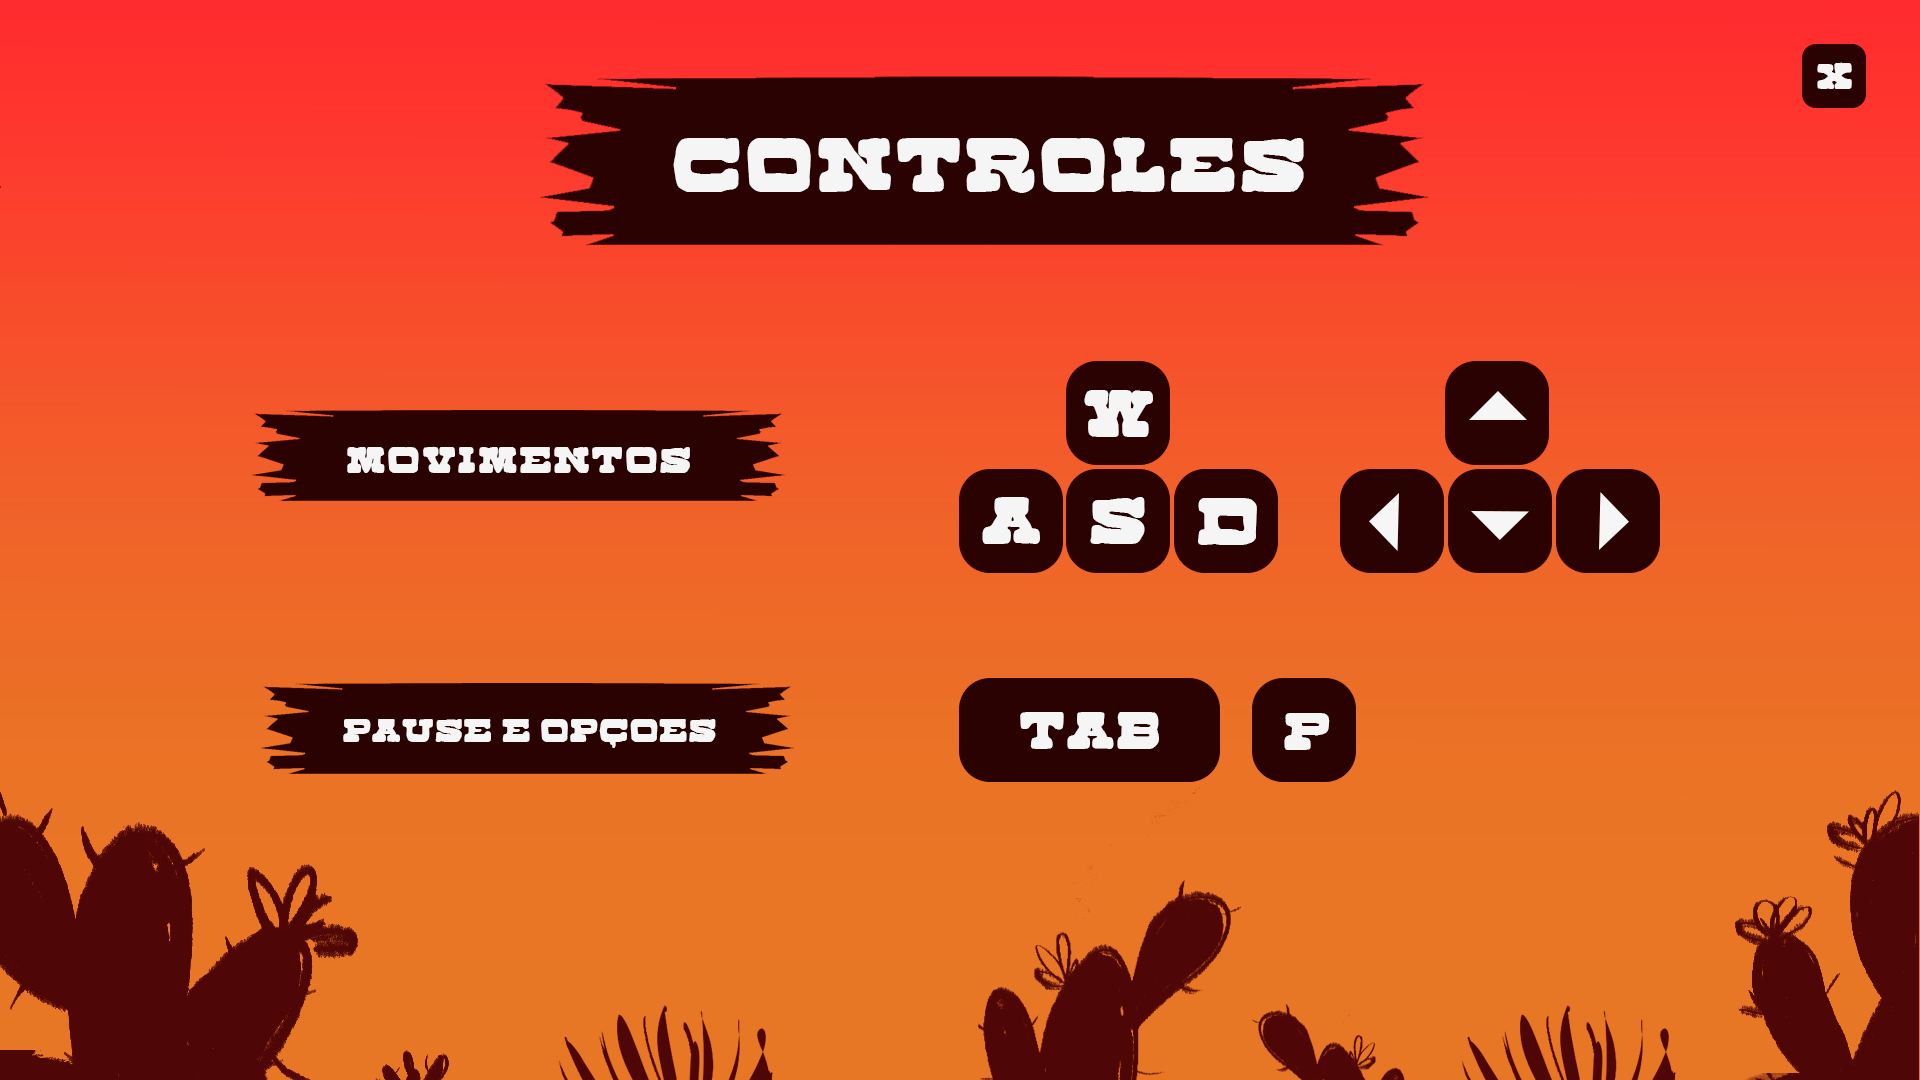 X
CONTROLES
MOVIMENTOS
W
A S D
PAUSE E OPÇOES
TAB P